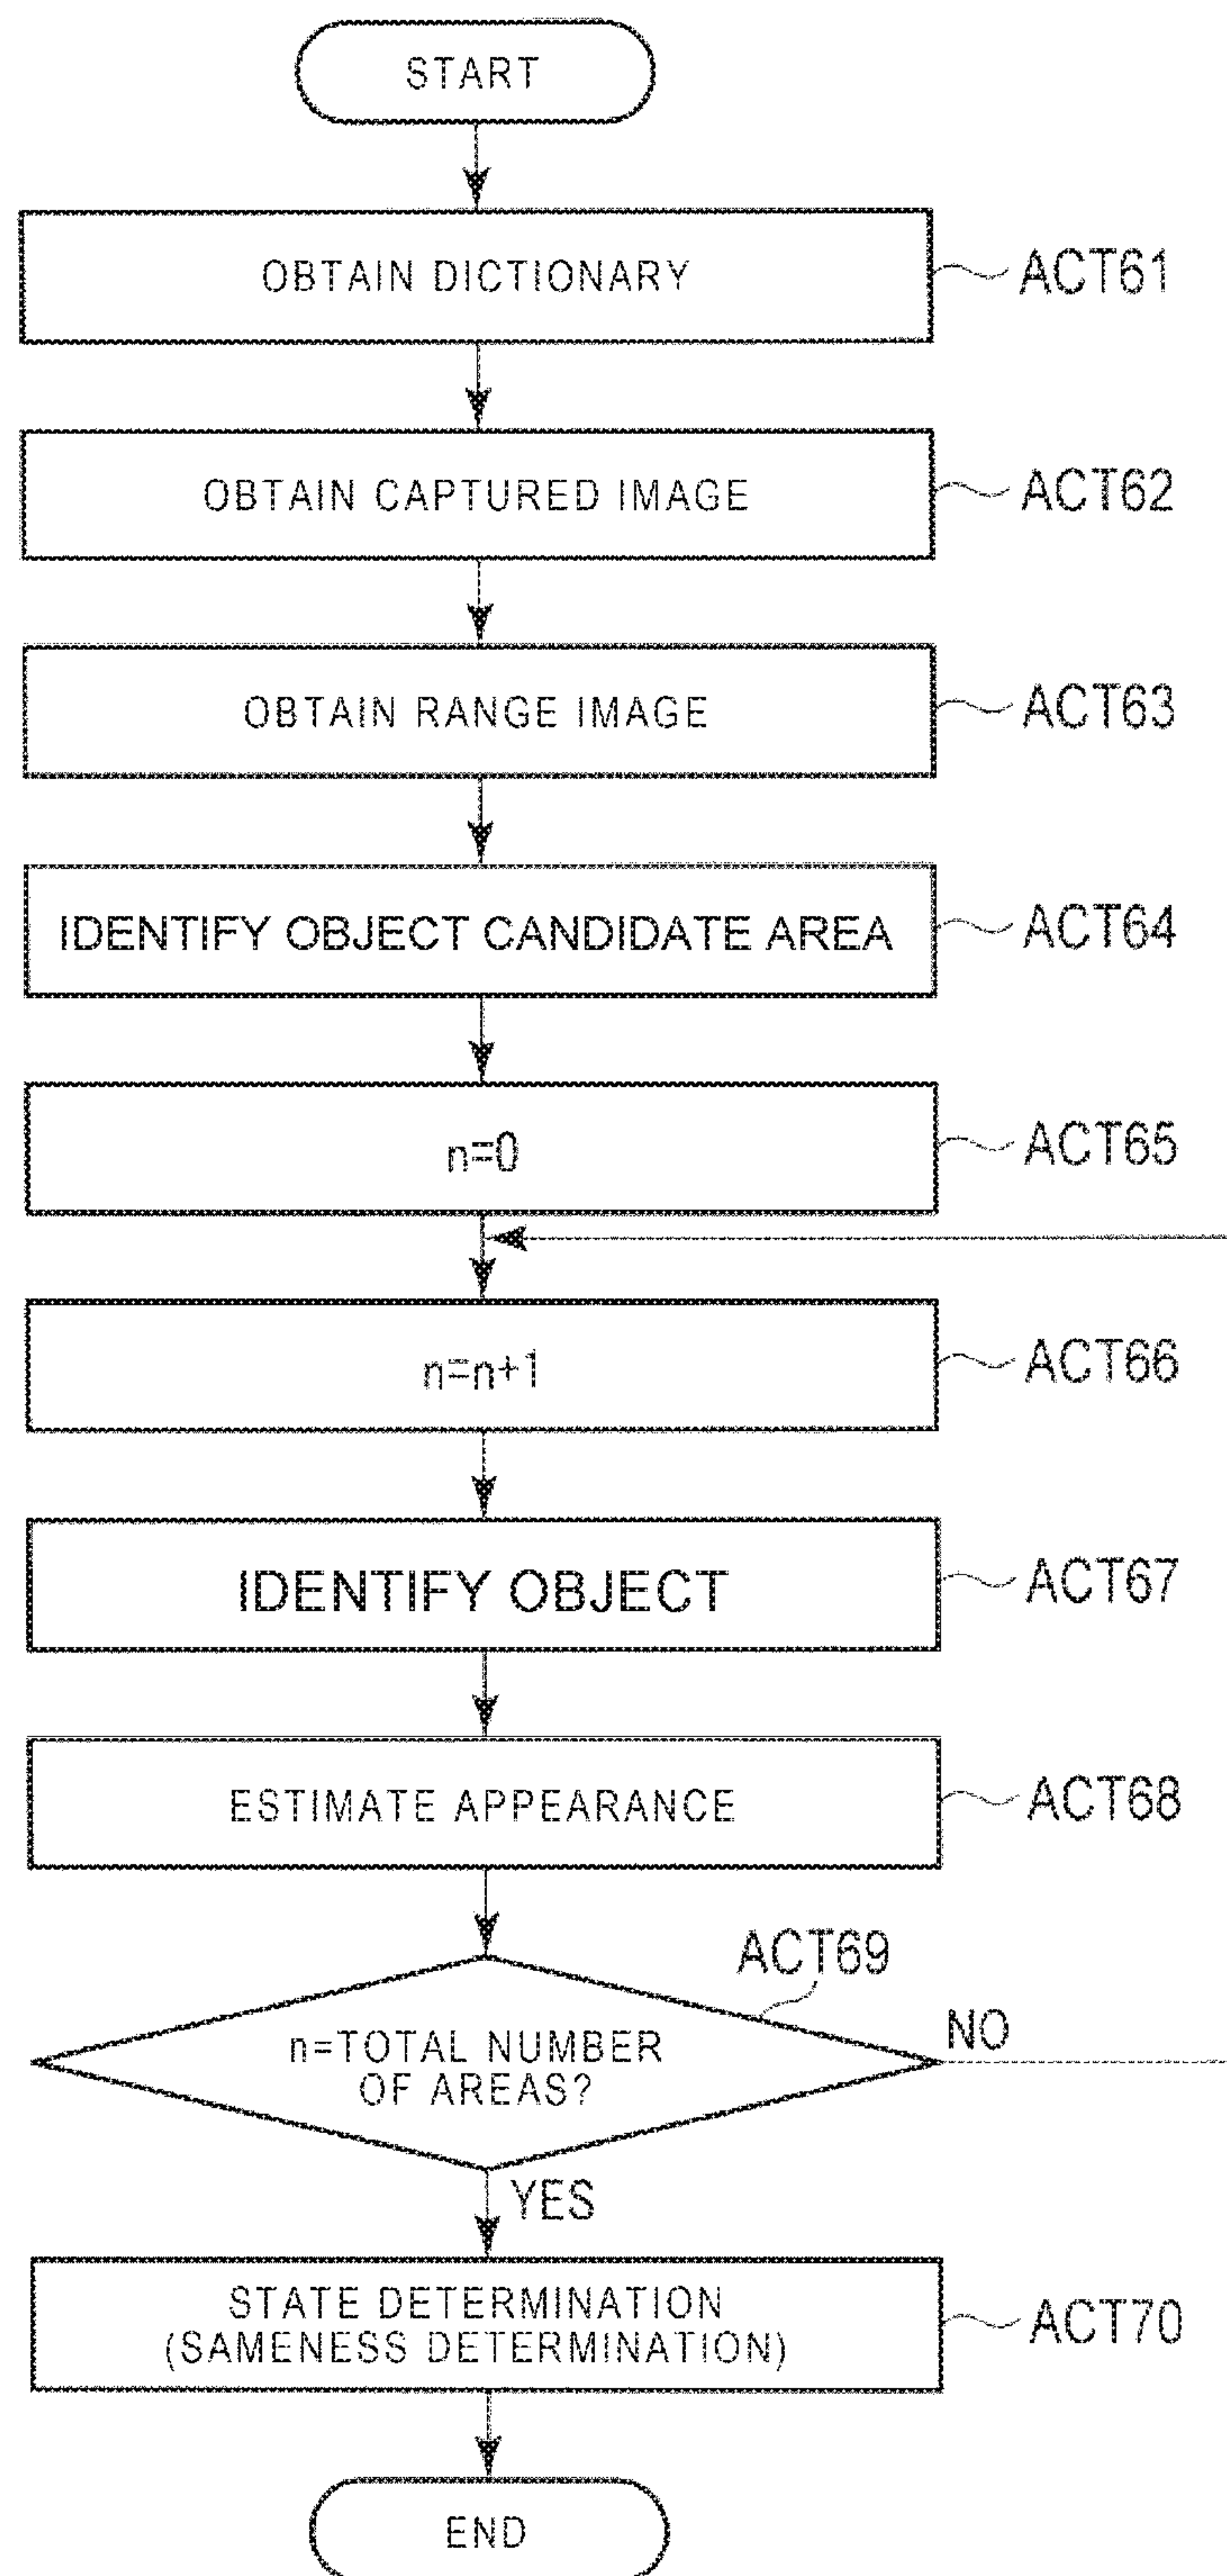 START
OBTAIN DICTIONARY
ACT61
OBTAIN CAPTURED IMAGE
ACT62
OBTAIN RANGE IMAGE
ACT63
IDENTIFY OBJECT CANDIDATE AREA
ACT64
n=0
ACT65
n=n+1
ACT66
IDENTIFY OBJECT
ACT67
ESTIMATE APPEARANCE
ACT68
ACT69
n=TOTAL NUMBER
OF AREAS?
NO
YES
STATE DETERMINATION
(SAMENESS DETERMINATION)
ACT70
END